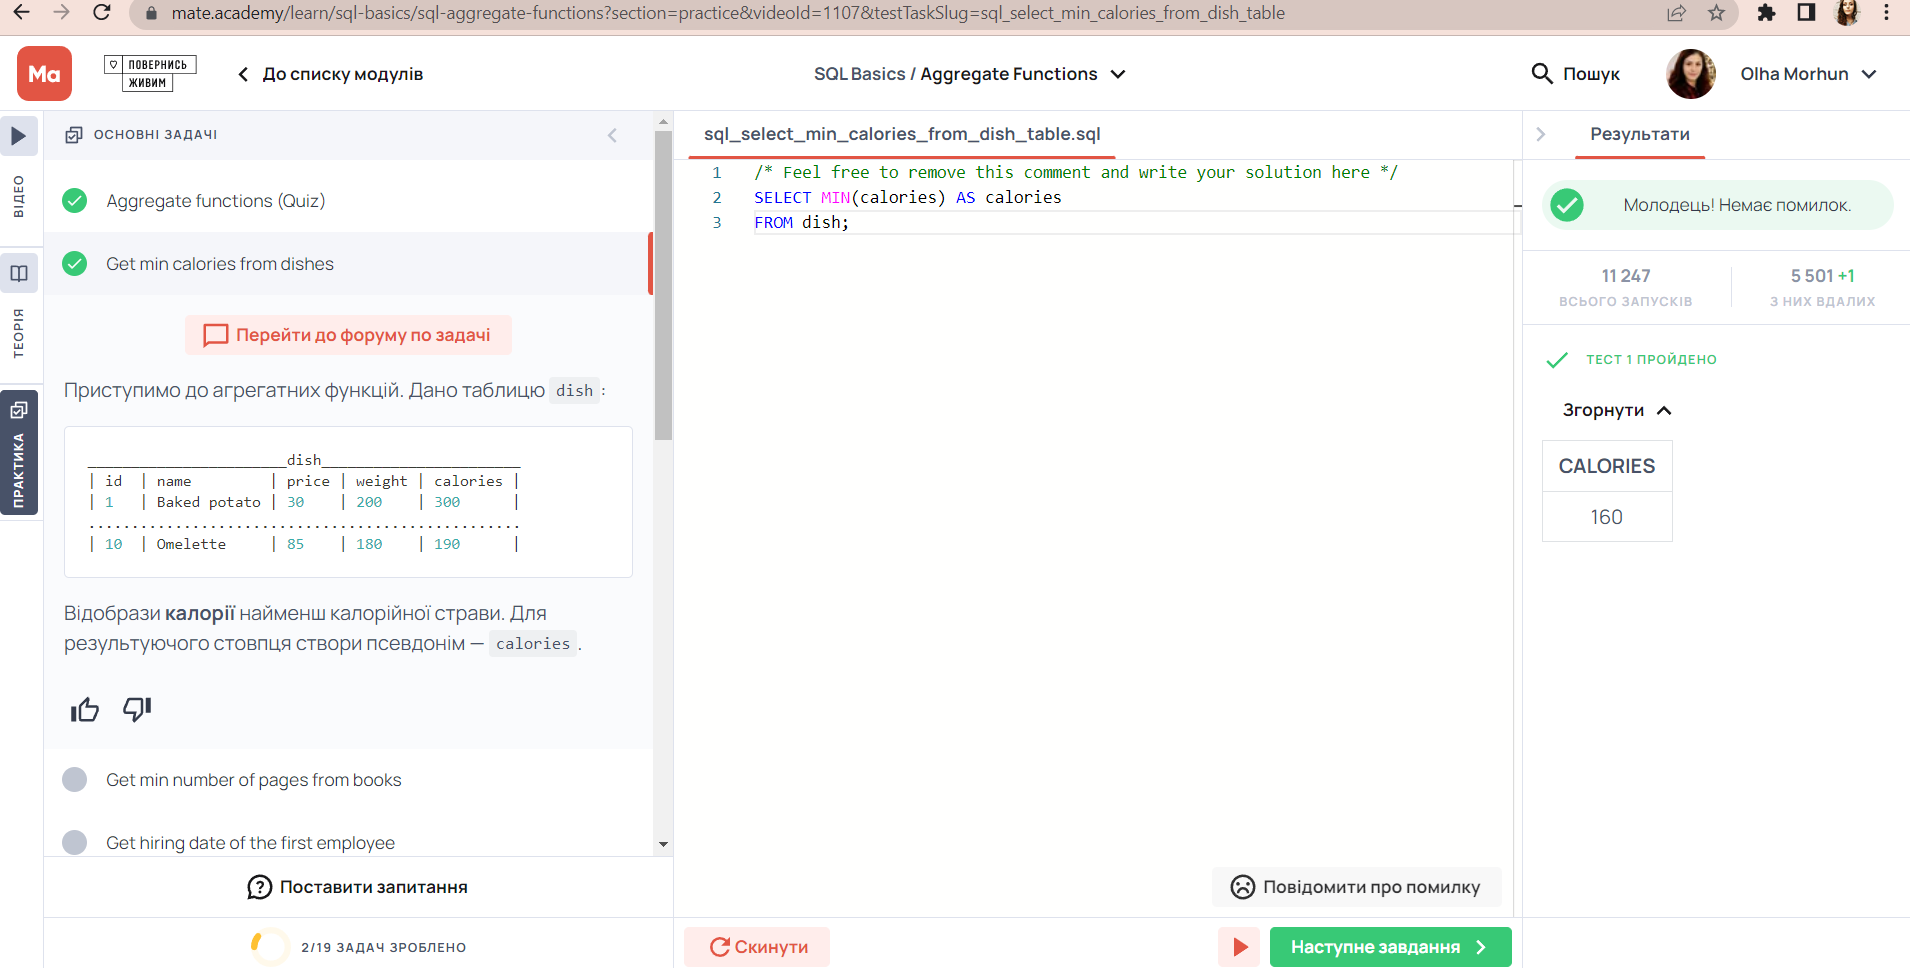 mate.academy/learn/sql-basics/sql-aggregate-functions?section=practice&videoId=1107&testTaskSlug=sql_select_min_calories_from_dish_table
Ma
ПОВЕРНИСЬ
ЖИВИМ
До списку модулів
SQL Basics / Aggregate Functions
Пошук
Olha Morhun
ВІДЕО
ТЕОРІЯ
ПРАКТИКА
ОСНОВНІ ЗАДАЧІ
Aggregate functions (Quiz)
Get min calories from dishes
Перейти до форуму по задачі
Приступимо до агрегатних функцій. Дано таблицю dish :
_______________________dish_______________________
| id | name | price | weight | calories |
| 1 | Baked potato | 30 | 200 | 300 |
..................................................
| 10 | Omelette | 85 | 180 | 190 |
Відобрази калорії найменш калорійної страви. Для
результуючого стовпця створи псевдонім — calories .
Get min number of pages from books
Get hiring date of the first employee
Поставити запитання
2/19 ЗАДАЧ ЗРОБЛЕНО
sql_select_min_calories_from_dish_table.sql
1 /* Feel free to remove this comment and write your solution here */
2 SELECT MIN(calories) AS calories
3 FROM dish;
Повідомити про помилку
Скинути
Наступне завдання
Результати
Молодець! Немає помилок.
11 247
ВСЬОГО ЗАПУСКІВ
5 501 +1
З НИХ ВДАЛИХ
ТЕСТ 1 ПРОЙДЕНО
Згорнути
CALORIES
160